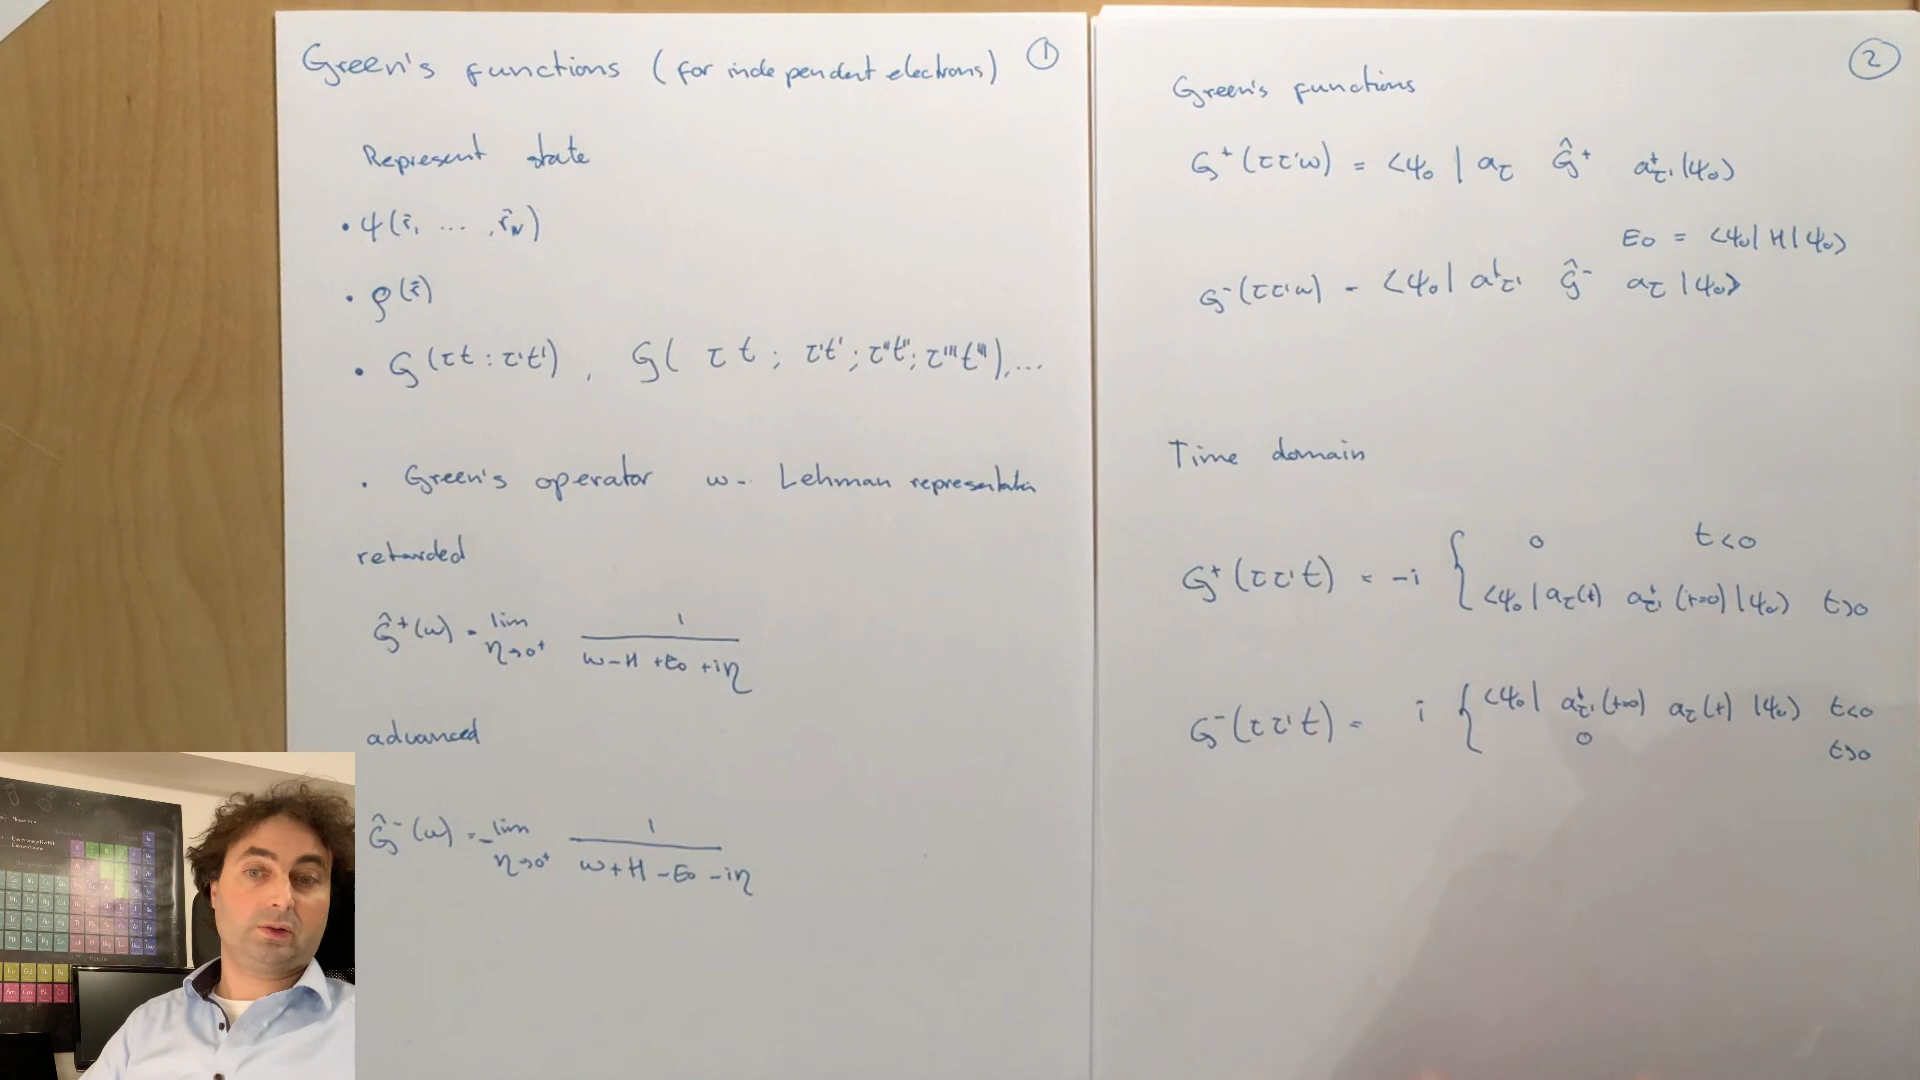 Green's functions (for independent electrons) ①
Represent state
• ψ(r̄₁ ... , r̄_N)
• ρ(r̄)
• G(τt : τ't') , G( τ t ; τ't' ; τ''t''; τ'''t'''), ...
. Green's operator ω - Lehman representation
retarded
Ĝ⁺(ω) = lim η→0⁺ 1 / (ω - H + E₀ + iη)
advanced
Ĝ⁻(ω) = -lim η→0⁺ 1 / (ω + H - E₀ - iη)
②
Green's functions
G⁺(ττ'ω) = <ψ₀ | a_τ Ĝ⁺ a†_τ' |ψ₀>
E₀ = <ψ₀| H |ψ₀>
G⁻(ττ'ω) = <ψ₀| a†_τ' Ĝ⁻ a_τ |ψ₀>
Time domain
G⁺(ττ't) = -i { 0 t<0
<ψ₀| a_τ(t) a†_τ' (t=0) |ψ₀> t>0
G⁻(ττ't) = i { <ψ₀| a†_τ' (t=0) a_τ(t) |ψ₀> t<0
0 t>0